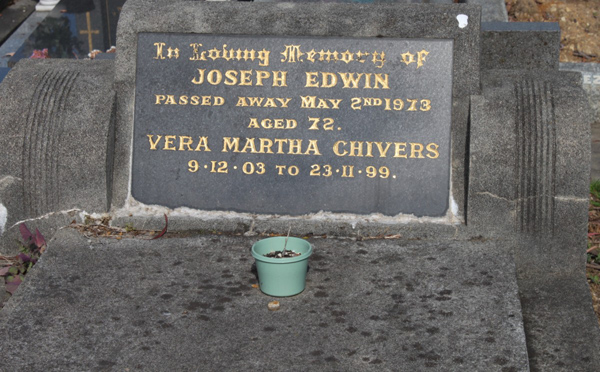 In Loving Memory of
JOSEPH EDWIN
PASSED AWAY MAY 2ND 1973
AGED 72.
VERA MARTHA CHIVERS
9·12·03 TO 23·11·99.